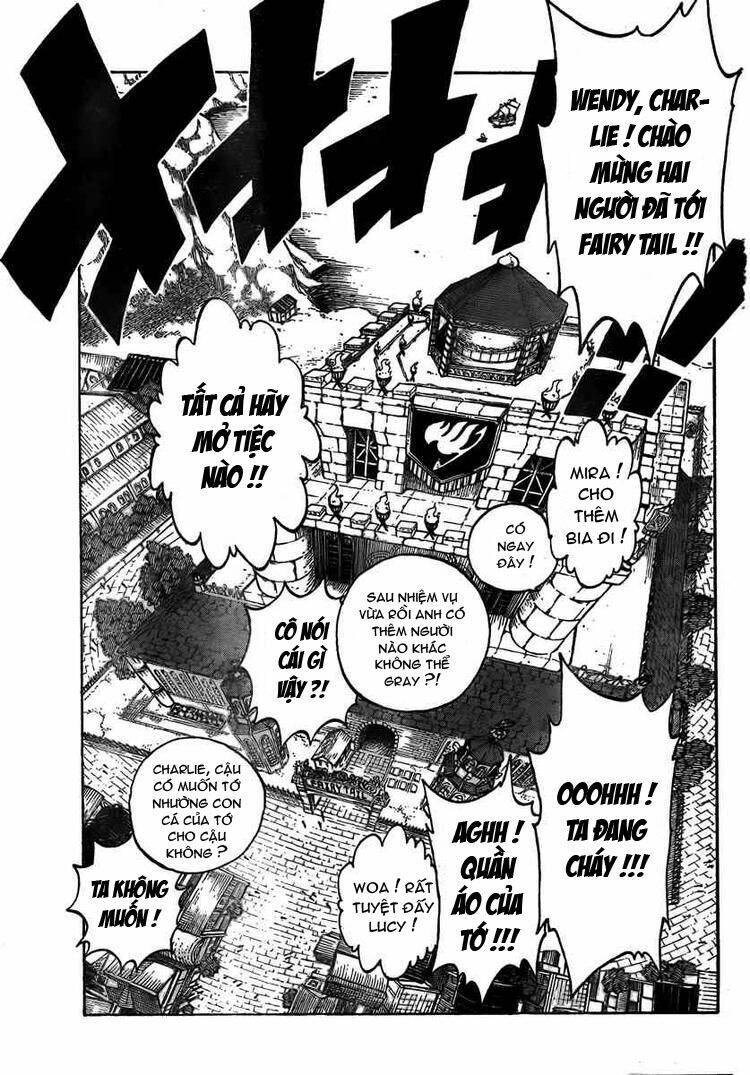 WENDY, CHAR-
LIE ! CHÀO
MỪNG HAI
NGƯỜI ĐÃ TỚI
FAIRY TAIL !!
TẤT CẢ HÃY
MỞ TIỆC
NÀO !!
MIRA !
CHO
THÊM
BIA ĐI !
CÓ
NGAY
ĐÂY !
SAU NHIỆM VỤ
VỪA RỒI ANH CÓ
THÊM NGƯỜI
NÀO KHÁC
KHÔNG THỂ
GRAY ?!
CÔ NÓI
CÁI GÌ
VẬY ?!
OOOHHH !
TA ĐANG
CHÁY !!!
AGHH !
QUẦN
ÁO CỦA
TỚ !!!
WOA ! RẤT
TUYỆT ĐẤY
LUCY !
CHARLIE, CẬU
CÓ MUỐN TỚ
NHƯỜNG CON
CÁ CỦA TỚ
CHO CẬU
KHÔNG ?
TA KHÔNG
MUỐN !
FAIRY TAIL